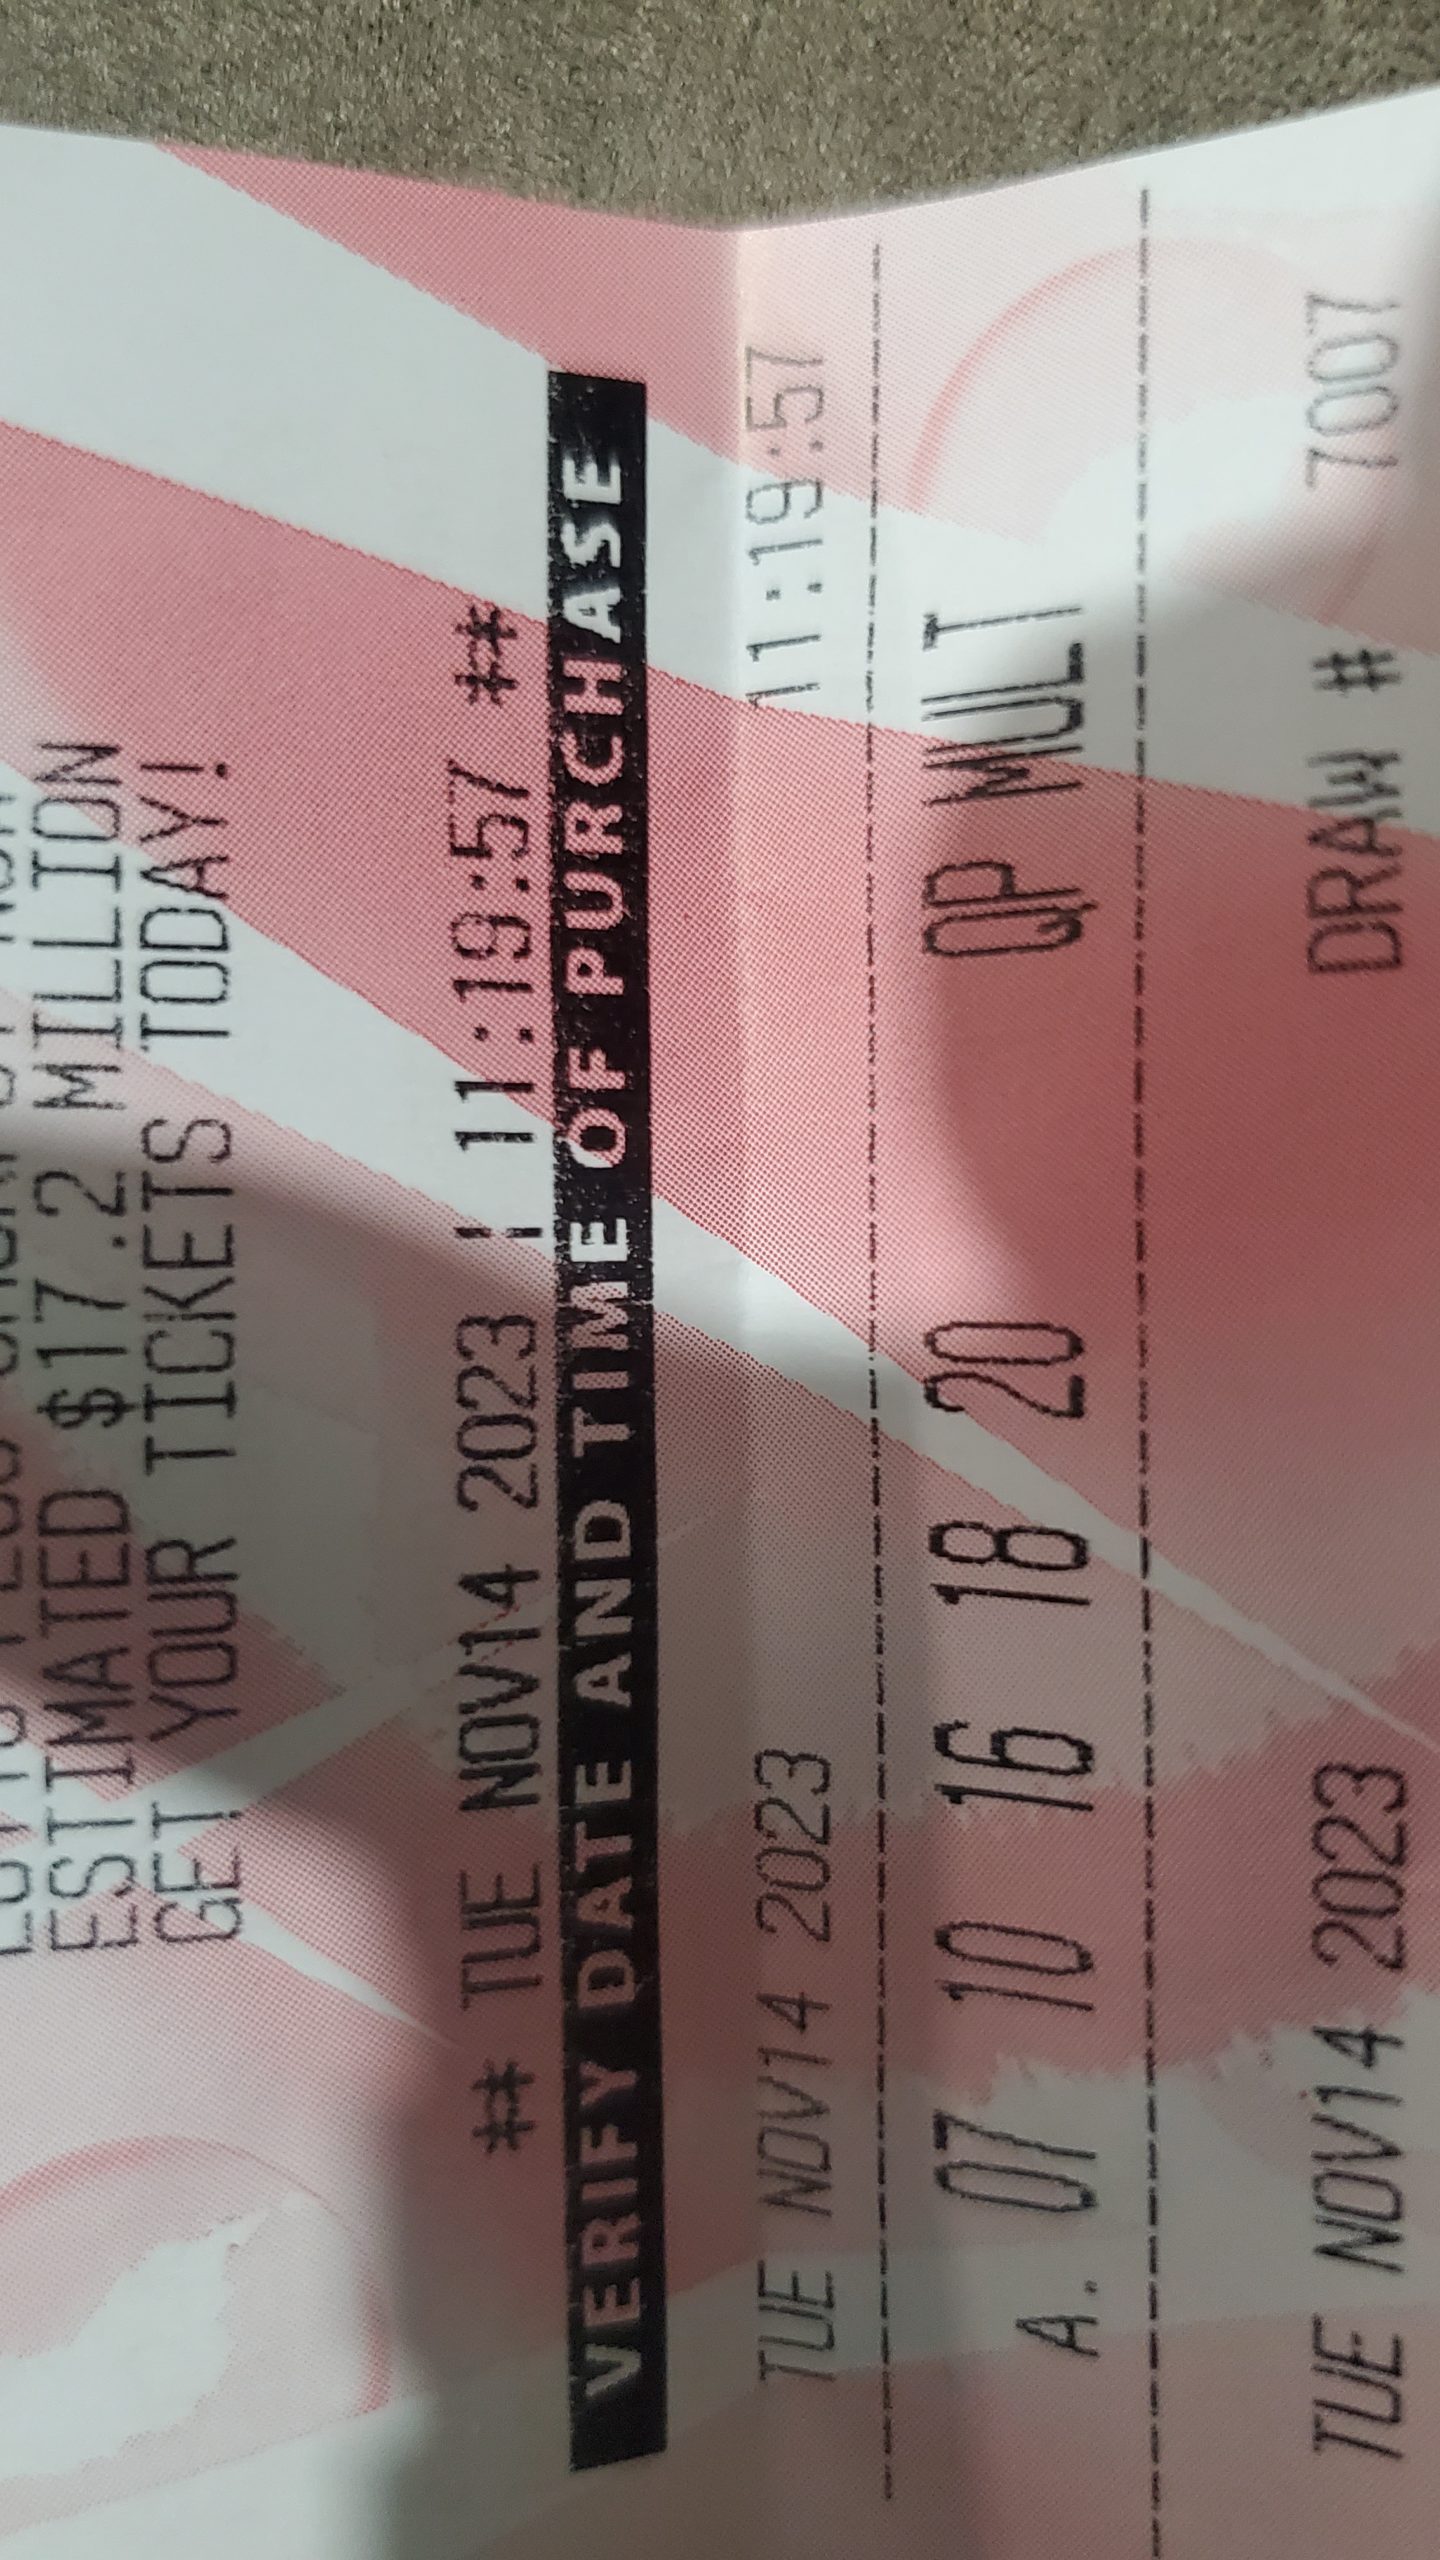 ESTIMATED $17.2 MILLION
GET YOUR TICKETS TODAY!
## TUE NOV14 2023 ¦ 11:19:57 ##
VERIFY DATE AND TIME OF PURCHASE
TUE NOV14 2023 11:19:57
A. 07 10 16 18 20 QP MULT
TUE NOV14 2023 DRAW # 7007